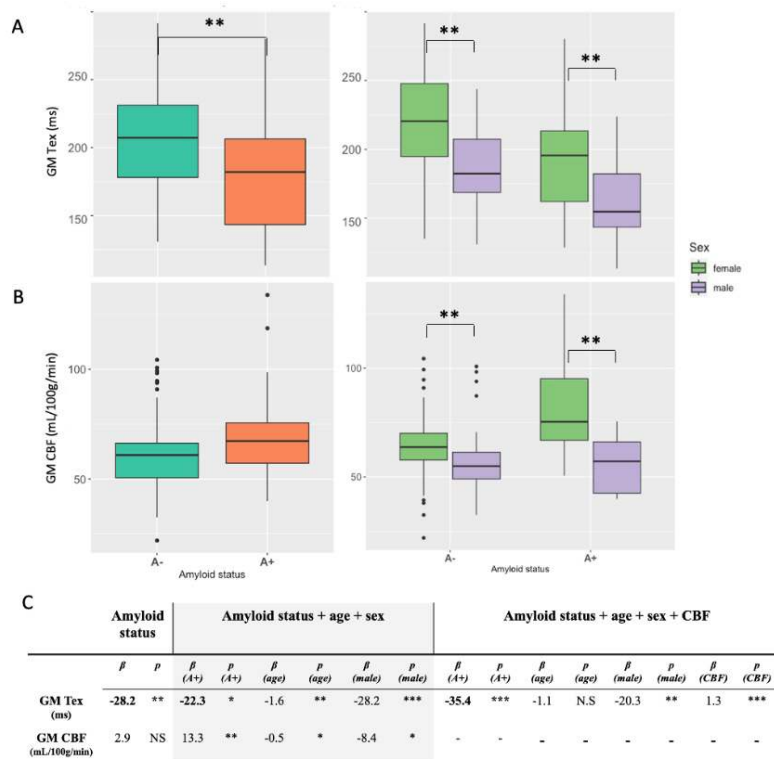 A
**
**
**
GM Tex (ms)
250
200
150
Sex
female
male
B
**
**
GM CBF (mL/100g/min)
100
50
250
200
150
100
50
A-
A+
Amyloid status
A-
A+
Amyloid status
C
Amyloid status
Amyloid status + age + sex
Amyloid status + age + sex + CBF
β p β (A+) p (A+) β (age) p (age) β (male) p (male) β (A+) p (A+) β (age) p (age) β (male) p (male) β (CBF) p (CBF)
GM Tex (ms) -28.2 ** -22.3 * -1.6 ** -28.2 *** -35.4 *** -1.1 N.S -20.3 ** 1.3 ***
GM CBF (mL/100g/min) 2.9 NS 13.3 ** -0.5 * -8.4 * - - - - - - - -